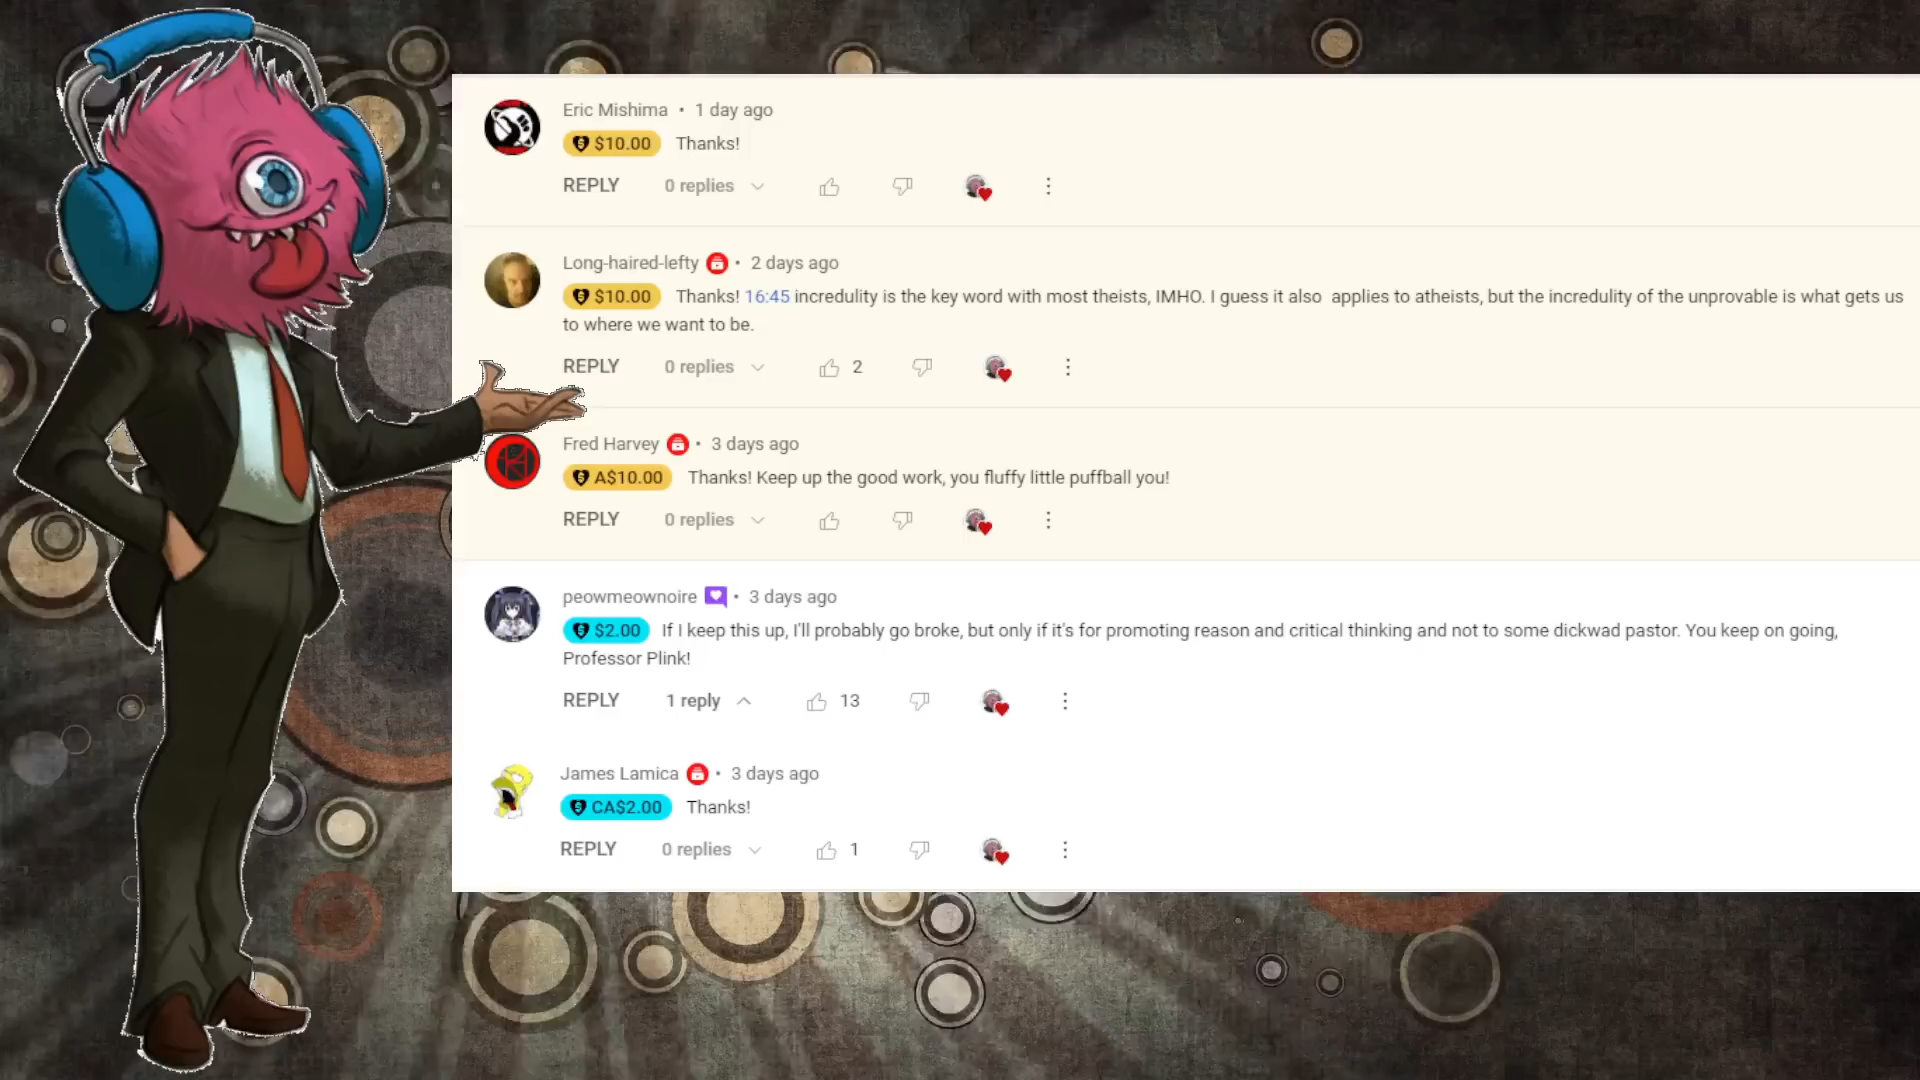 Eric Mishima • 1 day ago
$10.00 Thanks!
REPLY 0 replies
Long-haired-lefty • 2 days ago
$10.00 Thanks! 16:45 incredulity is the key word with most theists, IMHO. I guess it also applies to atheists, but the incredulity of the unprovable is what gets us
to where we want to be.
REPLY 0 replies 2
Fred Harvey • 3 days ago
A$10.00 Thanks! Keep up the good work, you fluffy little puffball you!
REPLY 0 replies
peowmeownoire • 3 days ago
$2.00 If I keep this up, I'll probably go broke, but only if it's for promoting reason and critical thinking and not to some dickwad pastor. You keep on going,
Professor Plink!
REPLY 1 reply 13
James Lamica • 3 days ago
CA$2.00 Thanks!
REPLY 0 replies 1